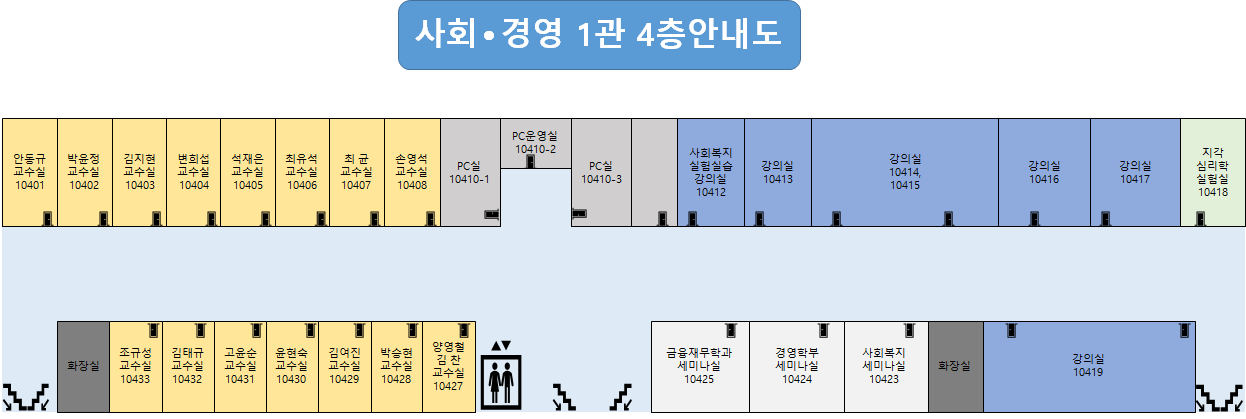 사회•경영 1관 4층안내도
안동규
교수실
10401
박윤정
교수실
10402
김지현
교수실
10403
변희섭
교수실
10404
석재은
교수실
10405
최유석
교수실
10406
최 균
교수실
10407
손영석
교수실
10408
PC실
10410-1
PC운영실
10410-2
PC실
10410-3
사회복지
실험실습
강의실
10412
강의실
10413
강의실
10414,
10415
강의실
10416
강의실
10417
지각
심리학
실험실
10418
화장실
조규성
교수실
10433
김태규
교수실
10432
고윤순
교수실
10431
윤현숙
교수실
10430
김여진
교수실
10429
박승현
교수실
10428
양영철
김 찬
교수실
10427
금융재무학과
세미나실
10425
경영학부
세미나실
10424
사회복지
세미나실
10423
화장실
강의실
10419